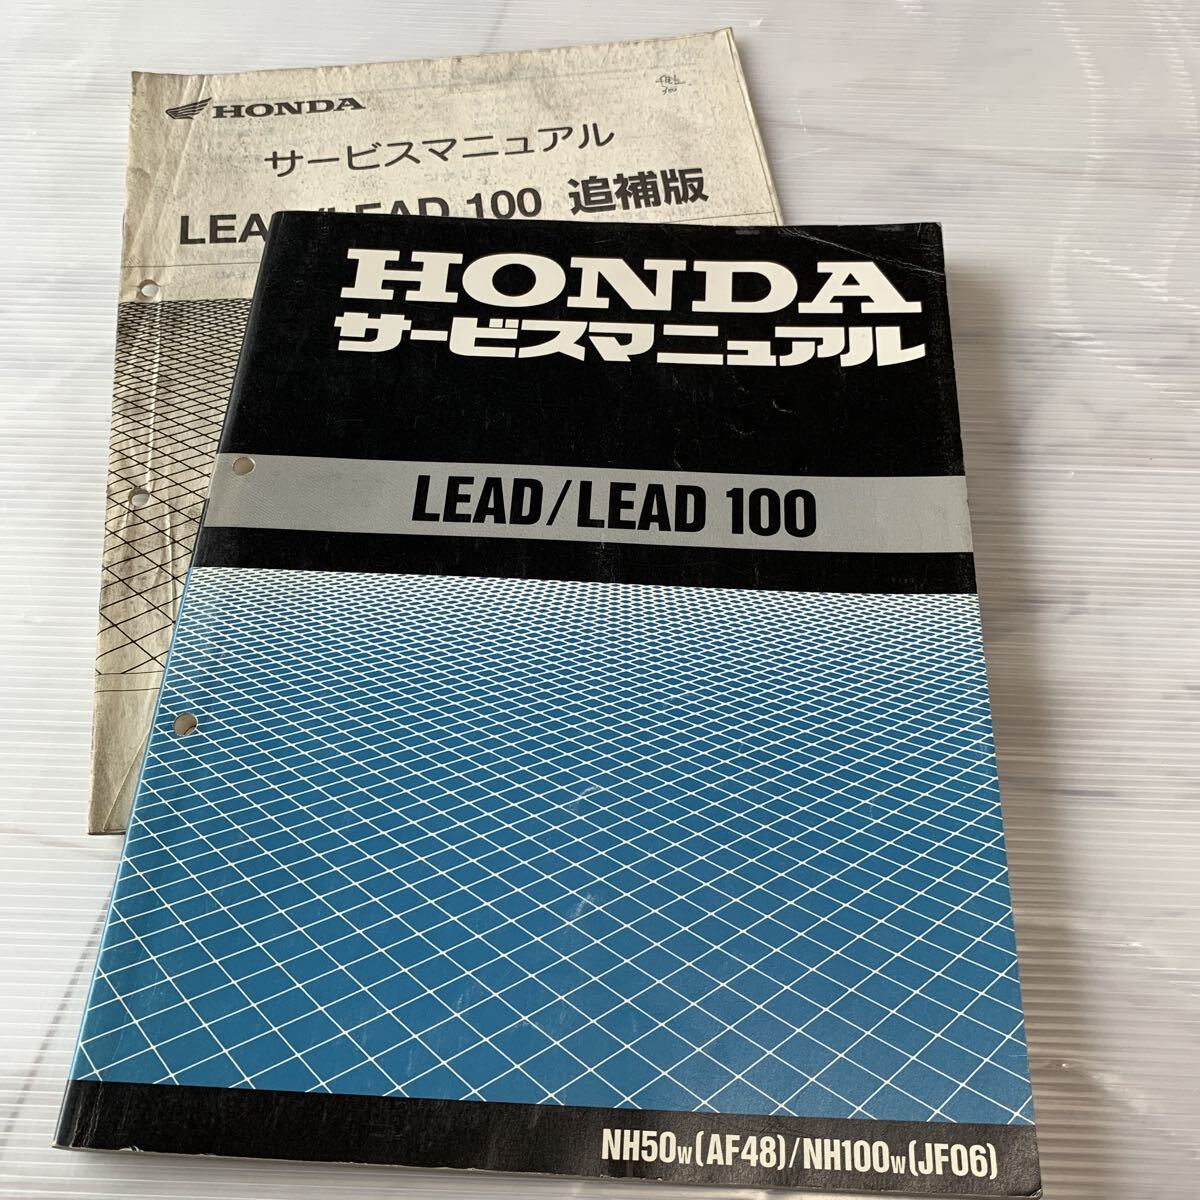 HONDA
サービスマニュアル
LEAD/LEAD 100 追補版
HONDA
サービスマニュアル
LEAD/LEAD 100
NH50W(AF48)/NH100W(JF06)